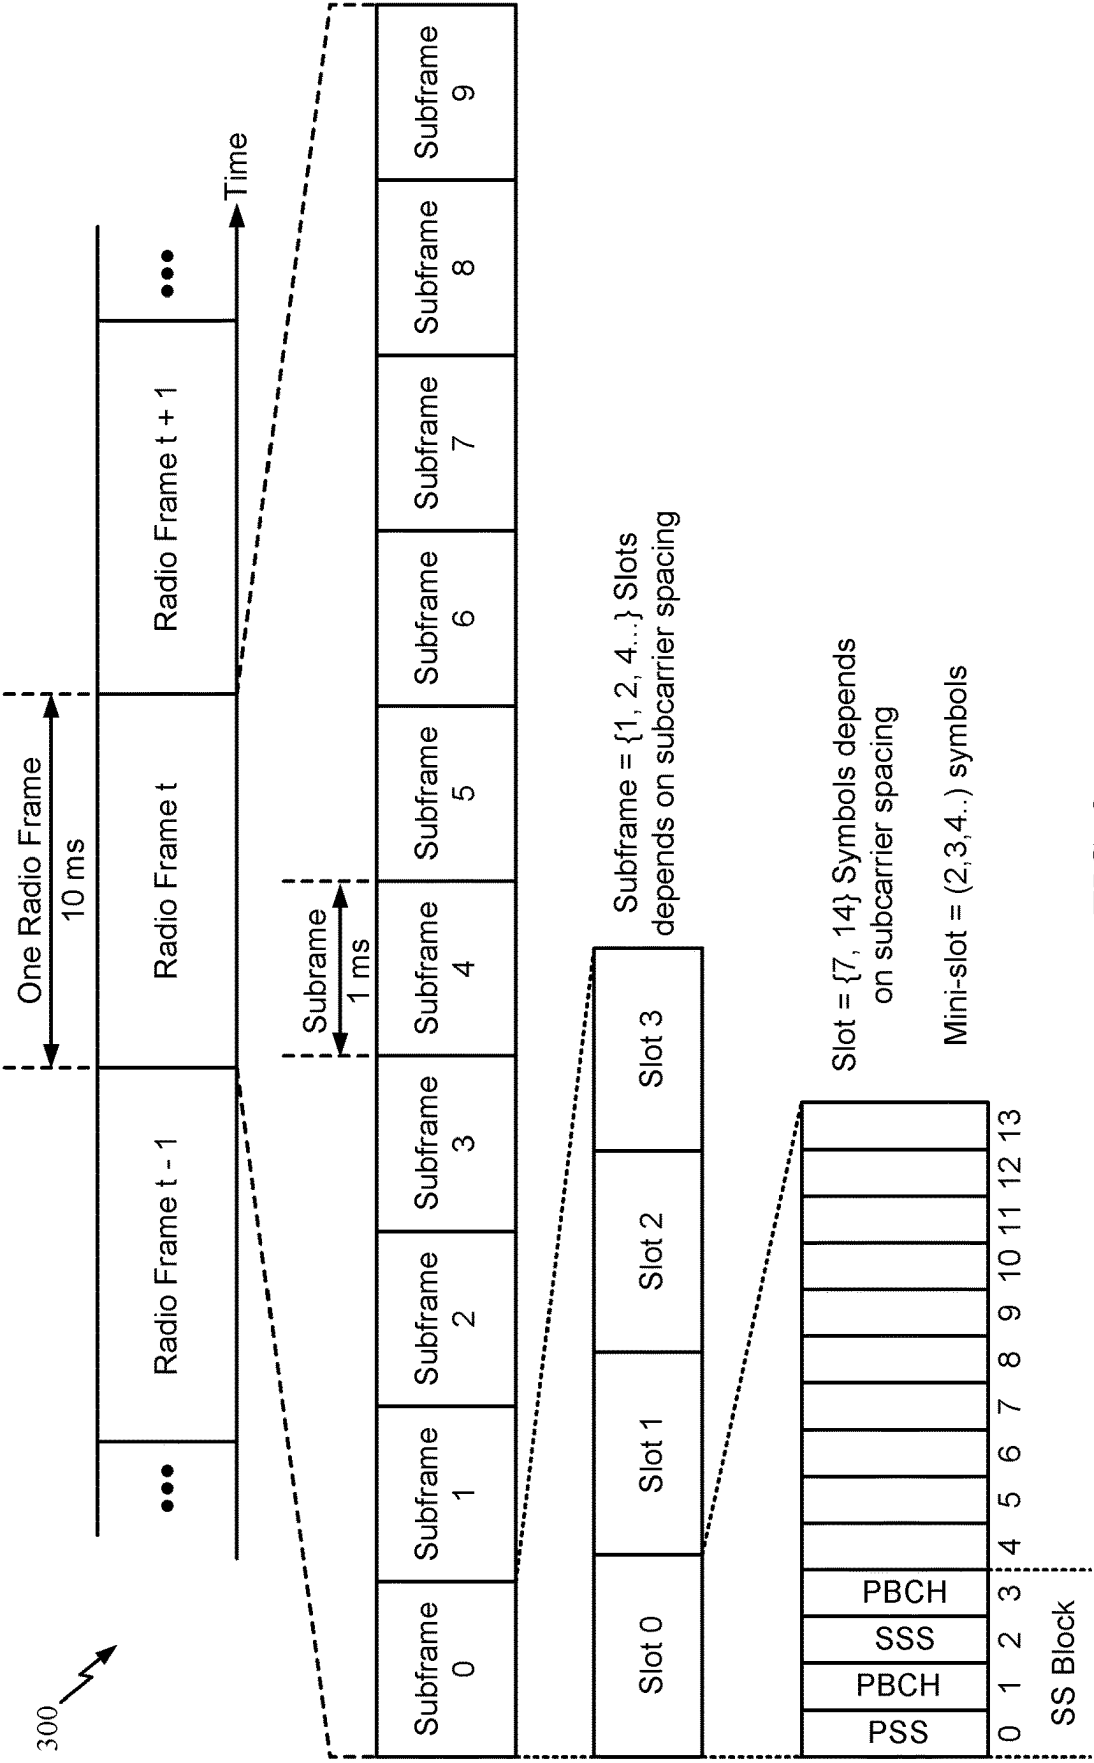 300
One Radio Frame
10 ms
••• Radio Frame t - 1 Radio Frame t Radio Frame t + 1 •••
Time
Subrame
1 ms
Subframe 0
Subframe 1
Subframe 2
Subframe 3
Subframe 4
Subframe 5
Subframe 6
Subframe 7
Subframe 8
Subframe 9
Slot 0 Slot 1 Slot 2 Slot 3
Subframe = {1, 2, 4...} Slots
depends on subcarrier spacing
PSS PBCH SSS PBCH
0 1 2 3 4 5 6 7 8 9 10 11 12 13
SS Block
Slot = {7, 14} Symbols depends
on subcarrier spacing
Mini-slot = (2,3,4..) symbols